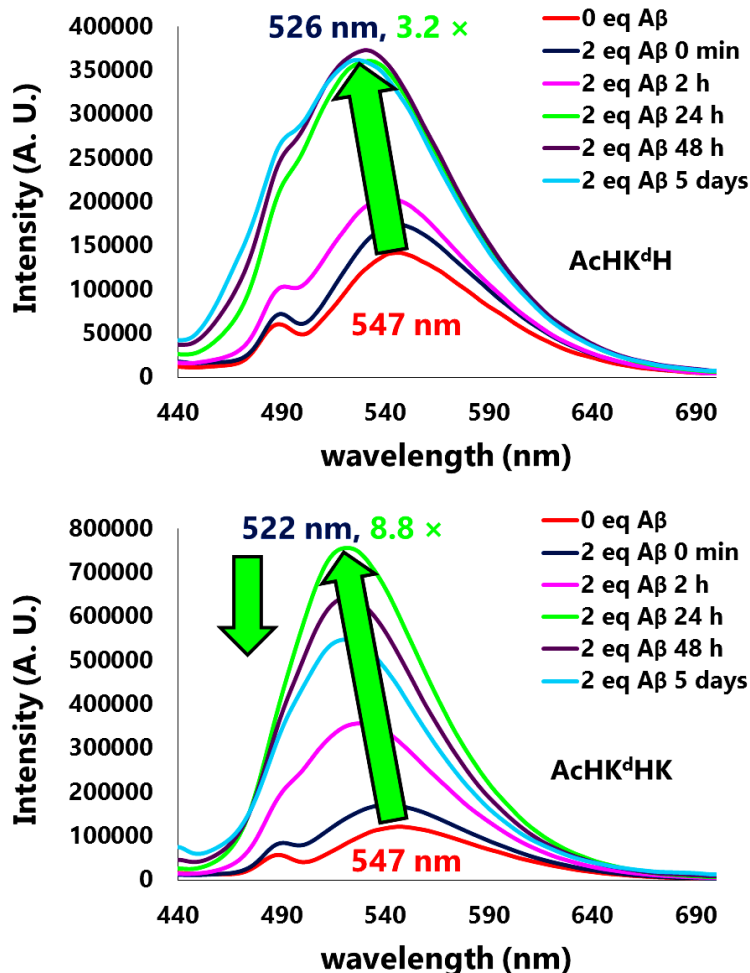 526 nm, 3.2 ×
400000
350000
300000
250000
200000
150000
100000
50000
0
Intensity (A. U.)
0 eq Aβ
2 eq Aβ 0 min
2 eq Aβ 2 h
2 eq Aβ 24 h
2 eq Aβ 48 h
2 eq Aβ 5 days
AcHKᵈH
547 nm
440 490 540 590 640 690
wavelength (nm)
522 nm, 8.8 ×
800000
700000
600000
500000
400000
300000
200000
100000
0
Intensity (A. U.)
0 eq Aβ
2 eq Aβ 0 min
2 eq Aβ 2 h
2 eq Aβ 24 h
2 eq Aβ 48 h
2 eq Aβ 5 days
AcHKᵈHK
547 nm
440 490 540 590 640 690
wavelength (nm)